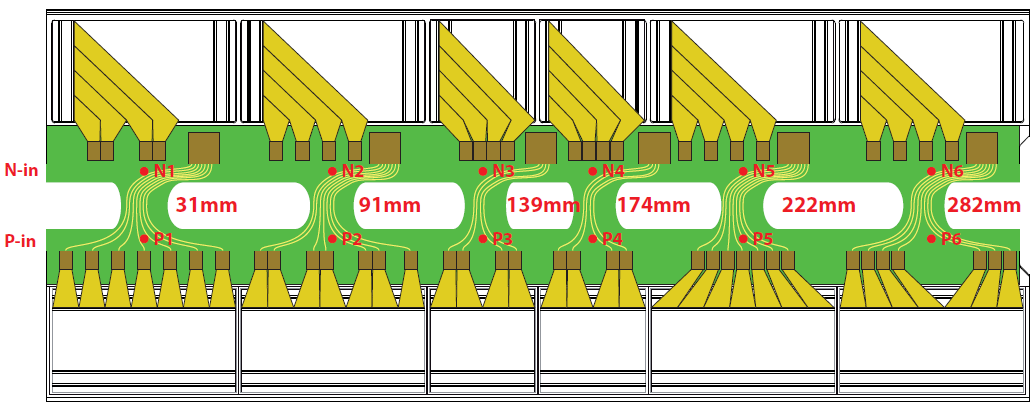 N-in N1 N2 N3 N4 N5 N6
31mm 91mm 139mm 174mm 222mm 282mm
P-in P1 P2 P3 P4 P5 P6